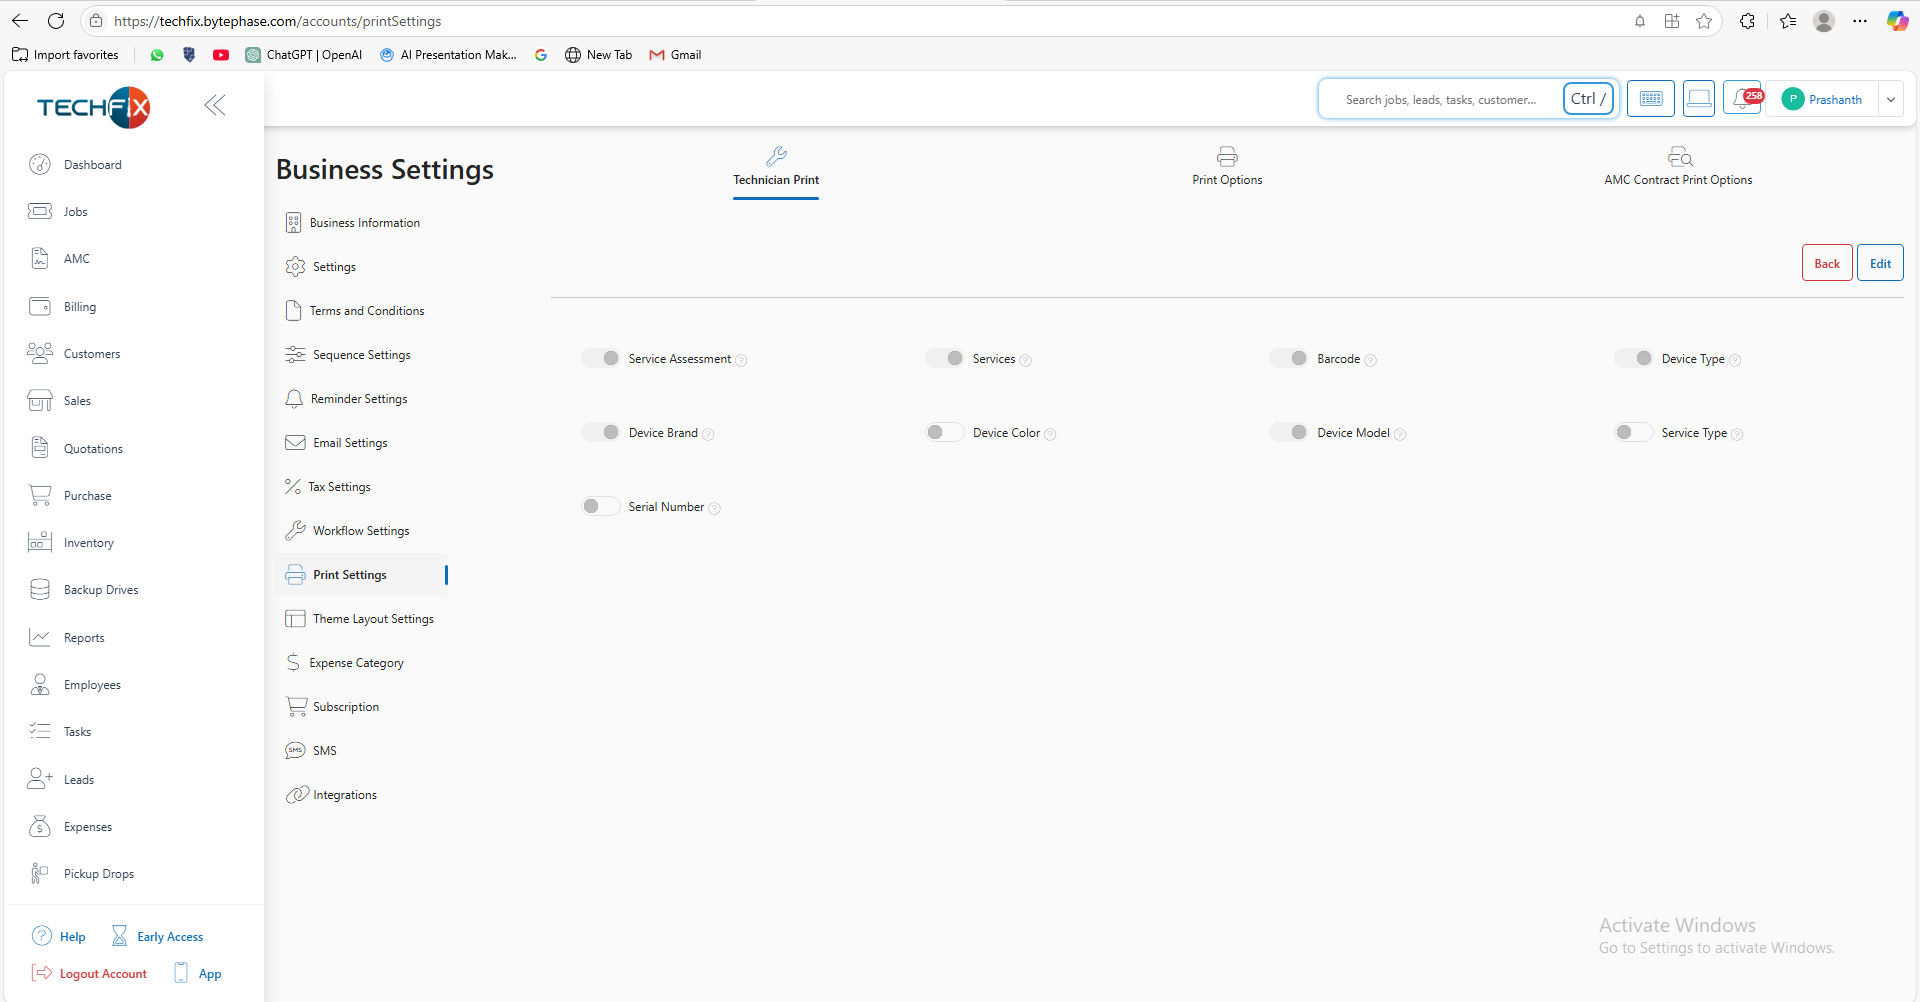 https://techfix.bytephase.com/accounts/printSettings
Import favorites
ChatGPT | OpenAI
AI Presentation Mak...
New Tab
Gmail
TECHFIX
Search jobs, leads, tasks, customer...
Ctrl /
258
P
Prashanth
Dashboard
Jobs
AMC
Billing
Customers
Sales
Quotations
Purchase
Inventory
Backup Drives
Reports
Employees
Tasks
Leads
Expenses
Pickup Drops
Help
Early Access
Logout Account
App
Business Settings
Business Information
Settings
Terms and Conditions
Sequence Settings
Reminder Settings
Email Settings
Tax Settings
Workflow Settings
Print Settings
Theme Layout Settings
Expense Category
Subscription
SMS
SMS
Integrations
Technician Print
Print Options
AMC Contract Print Options
Back
Edit
Service Assessment
Services
Barcode
Device Type
Device Brand
Device Color
Device Model
Service Type
Serial Number
Activate Windows
Go to Settings to activate Windows.